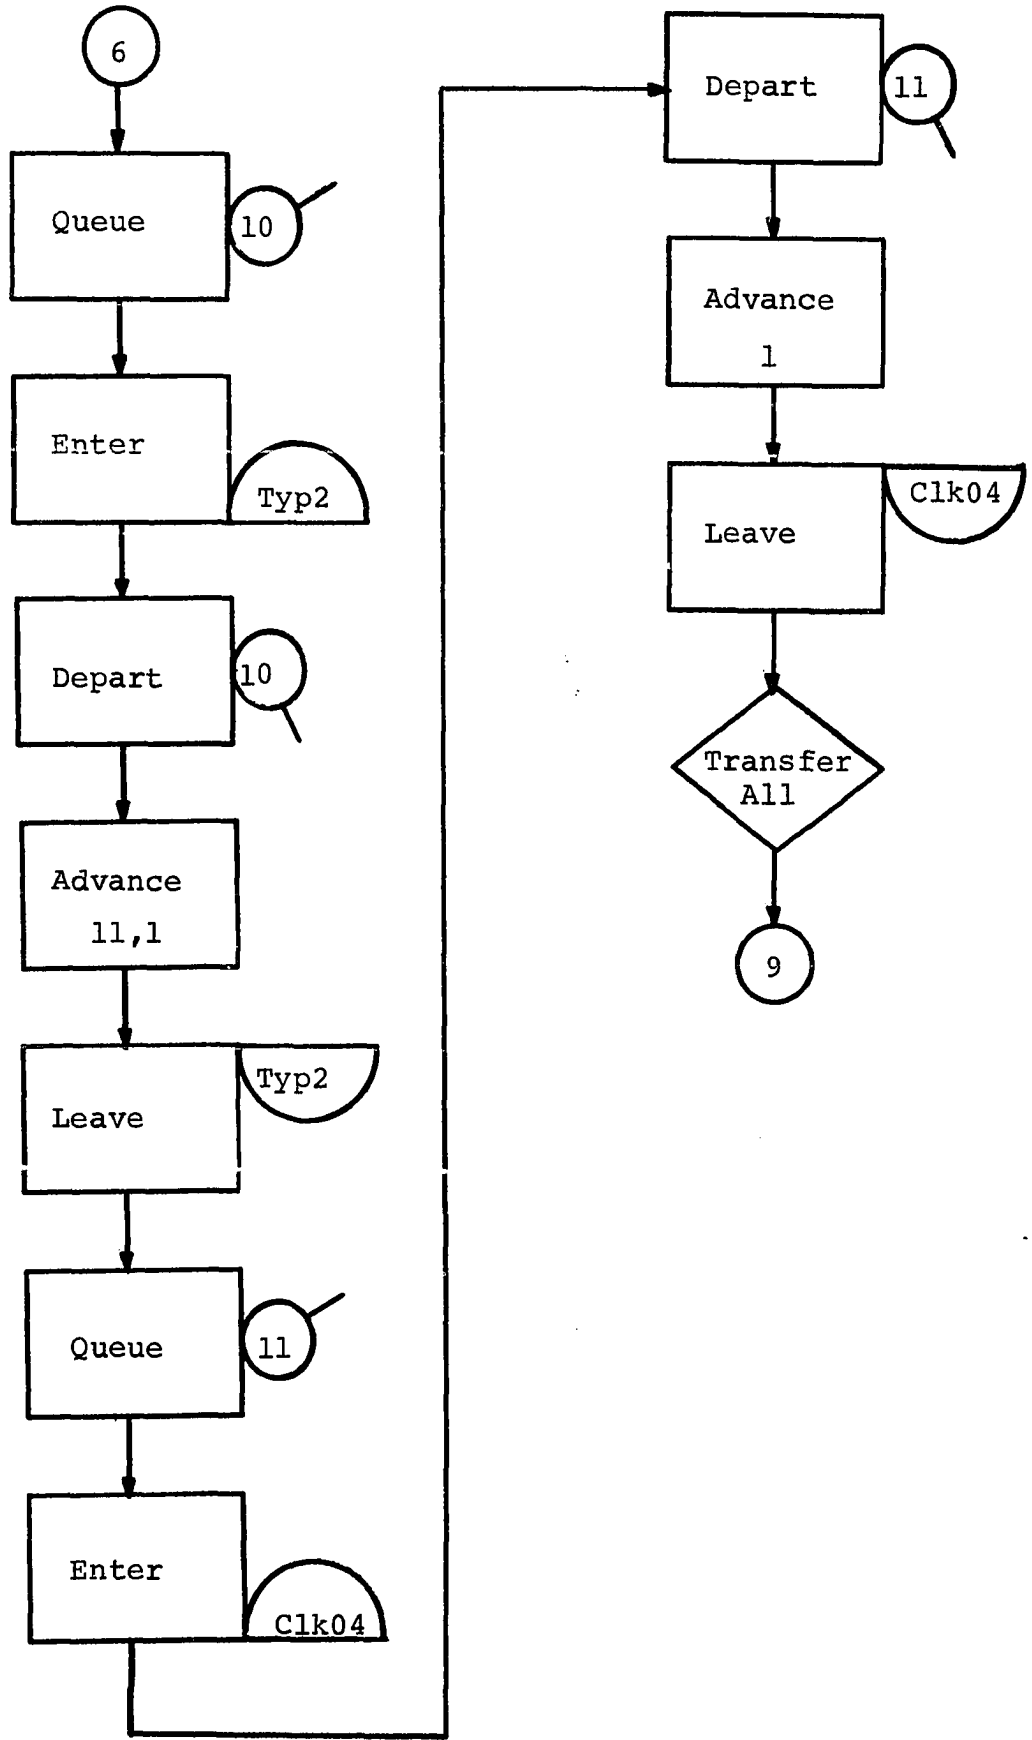 6
Queue
10
Enter
Typ2
Depart
10
Advance
11,1
Leave
Typ2
Queue
11
Enter
Clk04
Depart
11
Advance
1
Leave
Clk04
Transfer
All
9